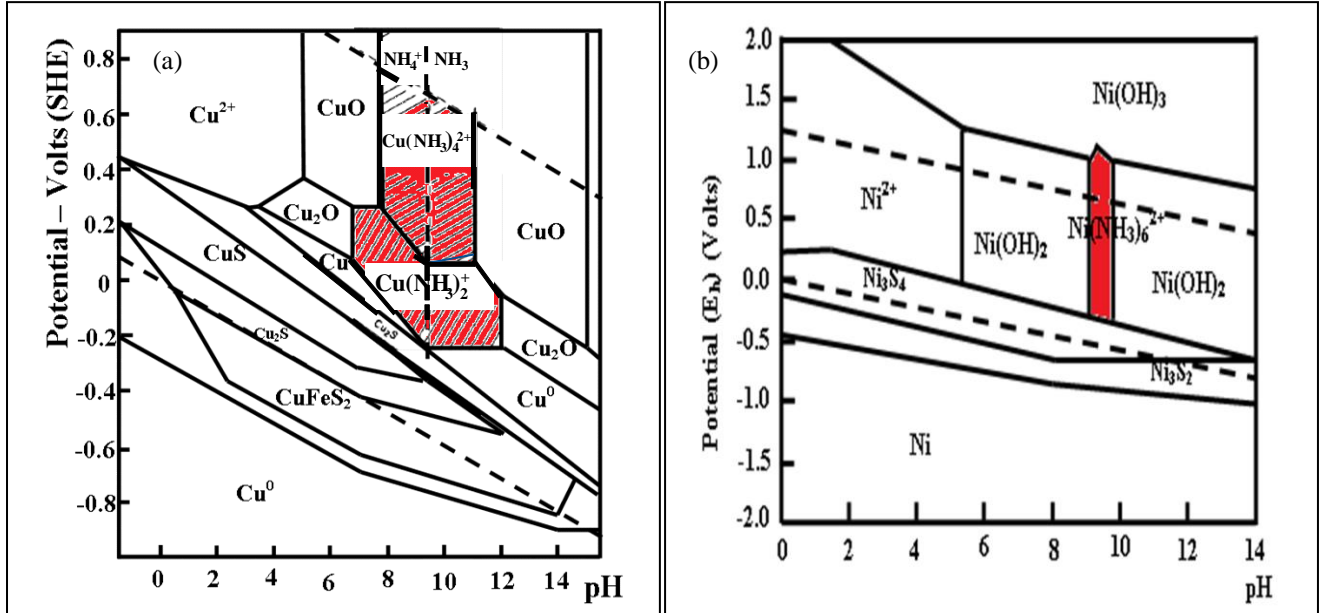 (a)
Potential – Volts (SHE)
0.8
0.6
0.4
0.2
0
-0.2
-0.4
-0.6
-0.8
0 2 4 6 8 10 12 14 pH
NH₄⁺ NH₃
Cu²⁺
CuO
Cu(NH₃)₄²⁺
Cu₂O
CuO
CuS
Cu
Cu(NH₃)₂⁺
Cu₂S
Cu₂S
Cu₂O
CuFeS₂
Cu⁰
Cu⁰
(b)
Potential (Eₕ) (Volts)
2.0
1.5
1.0
0.5
0.0
-0.5
-1.0
-1.5
-2.0
0 2 4 6 8 10 12 14
pH
Ni(OH)₃
Ni²⁺
Ni(NH₃)₆²⁺
Ni(OH)₂
Ni(OH)₂
Ni₃S₄
Ni₃S₂
Ni